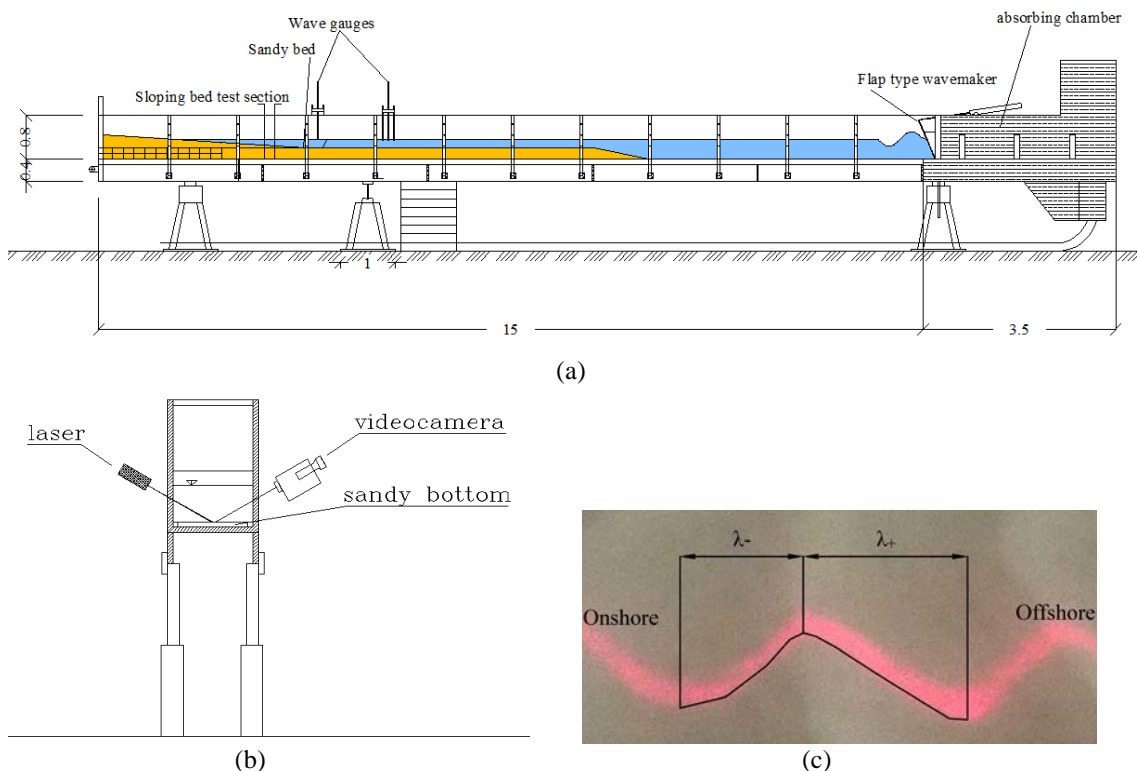 absorbing chamber
Wave gauges
Sandy bed
Flap type wavemaker
Sloping bed test section
0.8
0.4
1
15
3.5
(a)
laser
videocamera
sandy bottom
(b)
λ-
λ+
Onshore
Offshore
(c)